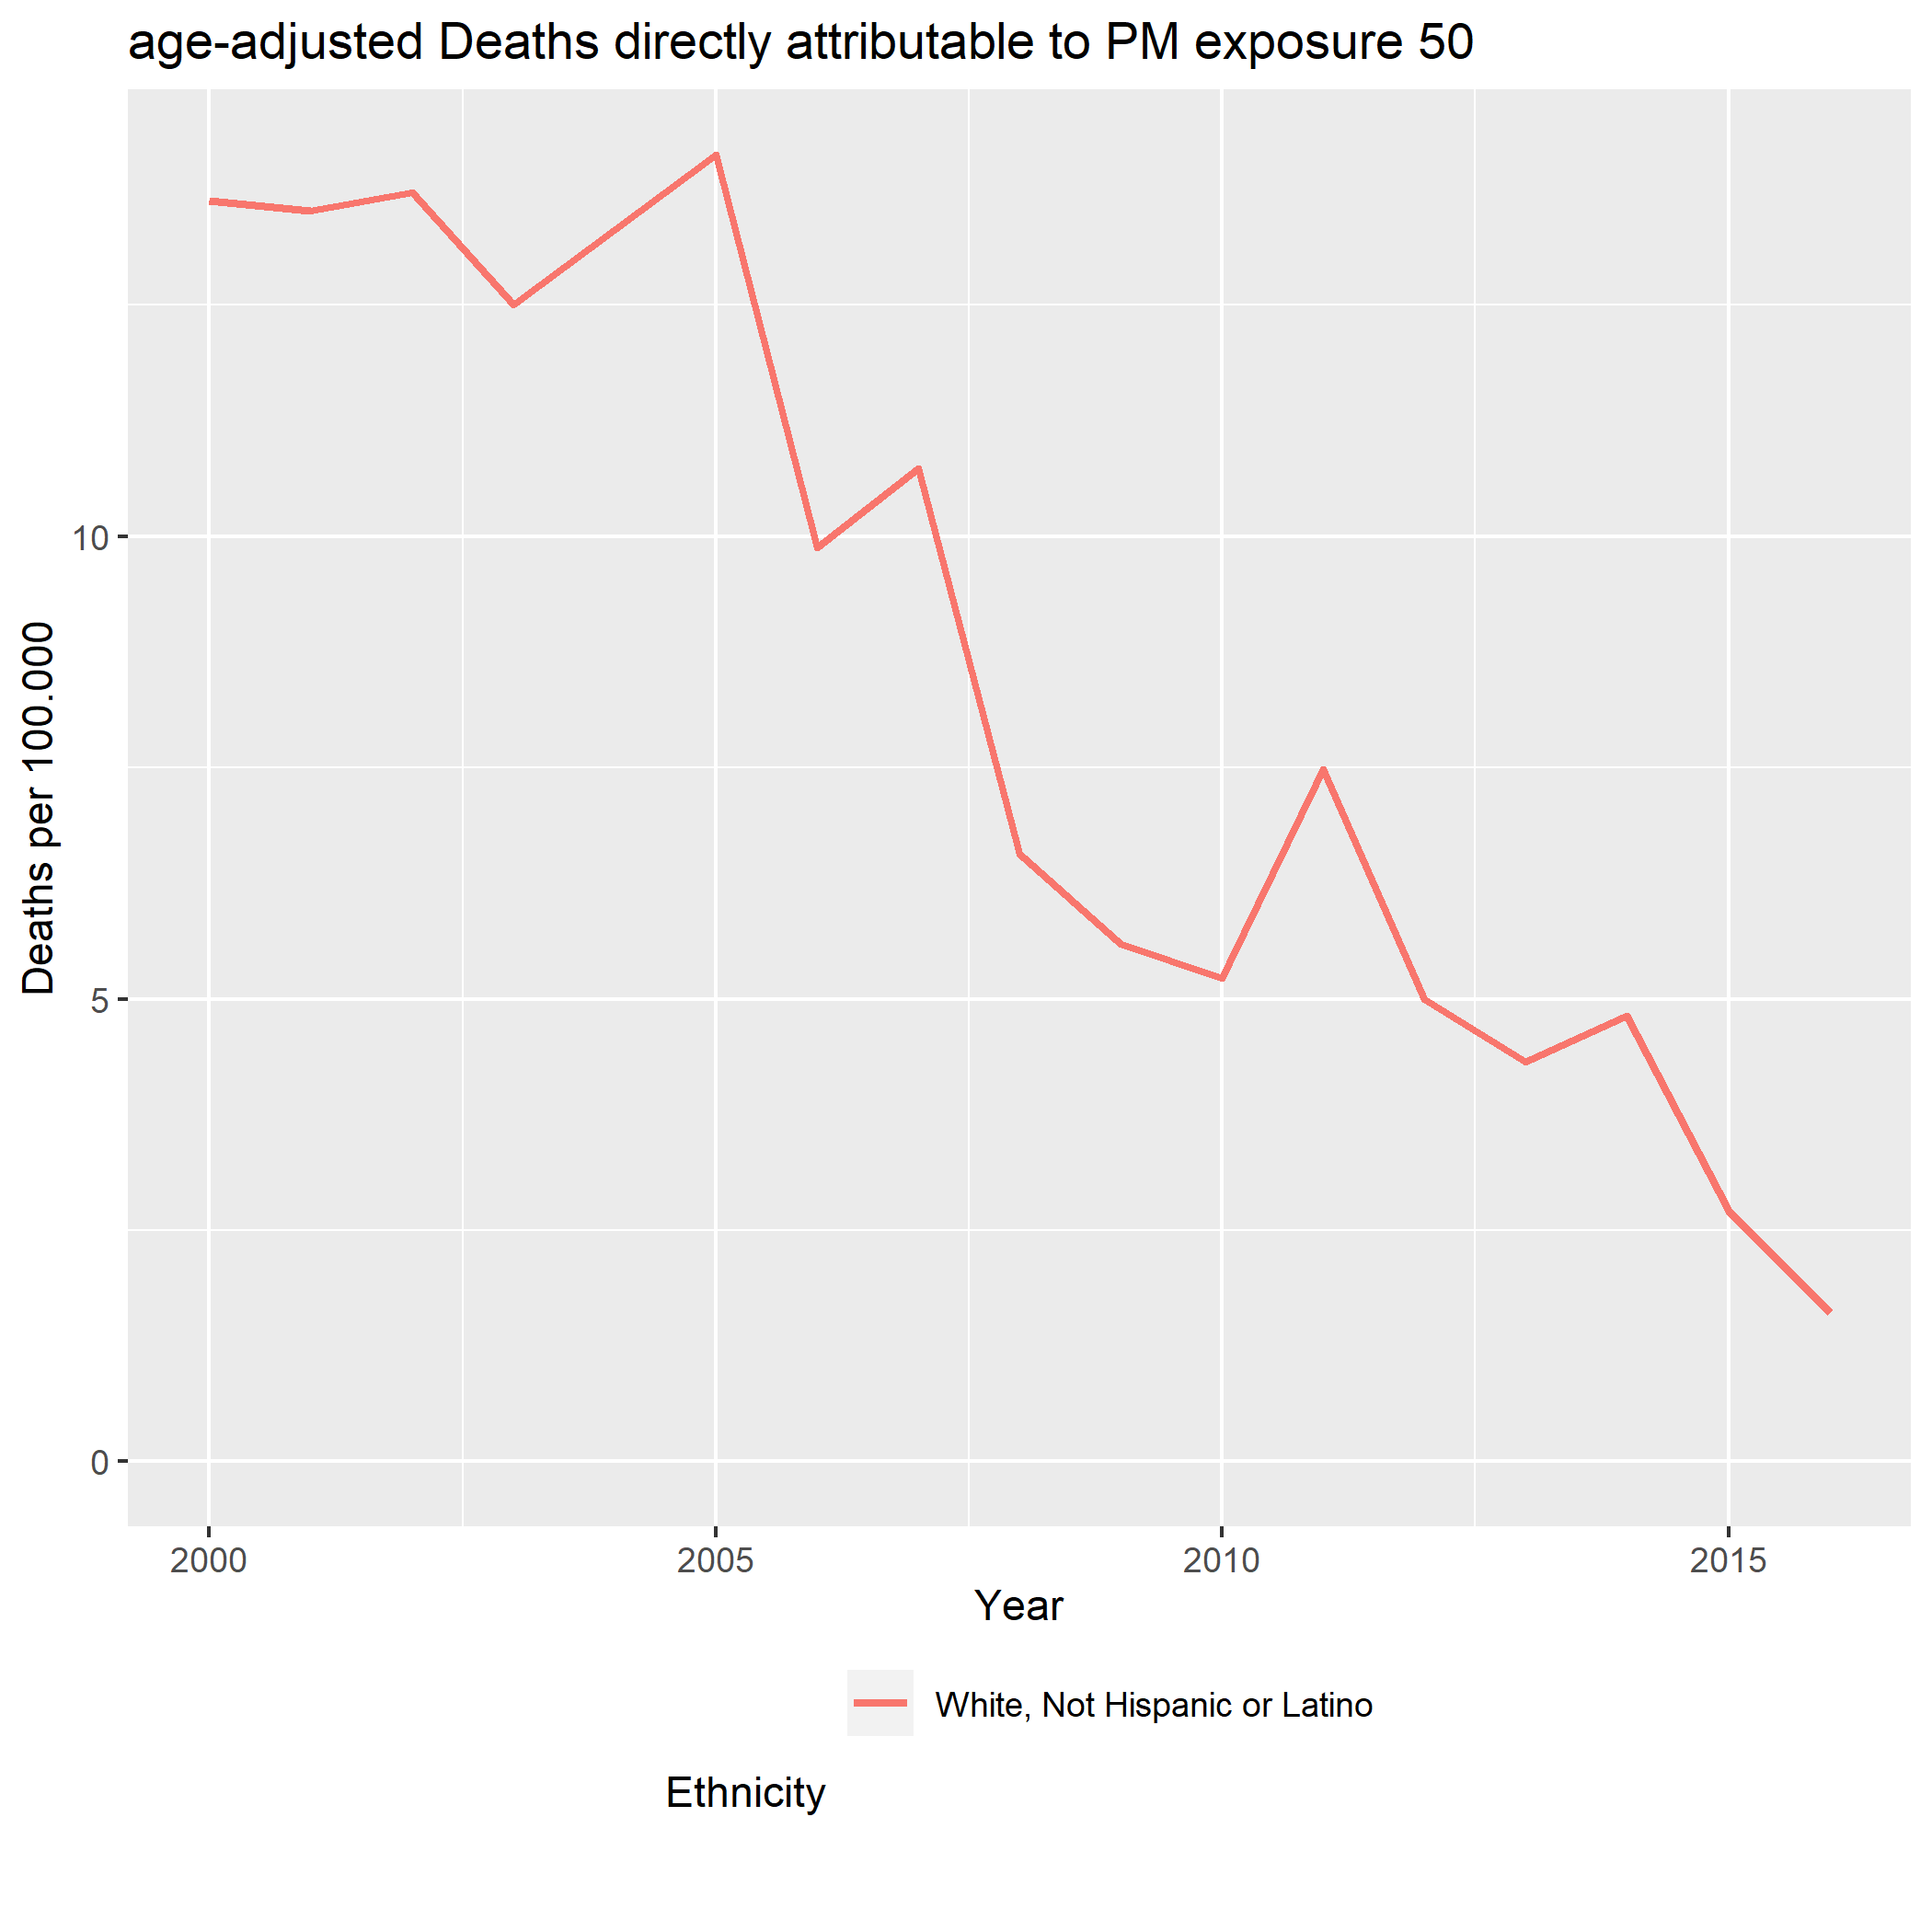 age-adjusted Deaths directly attributable to PM exposure 50
Deaths per 100.000
10
5
0
2000 2005 2010 2015
Year
White, Not Hispanic or Latino
Ethnicity